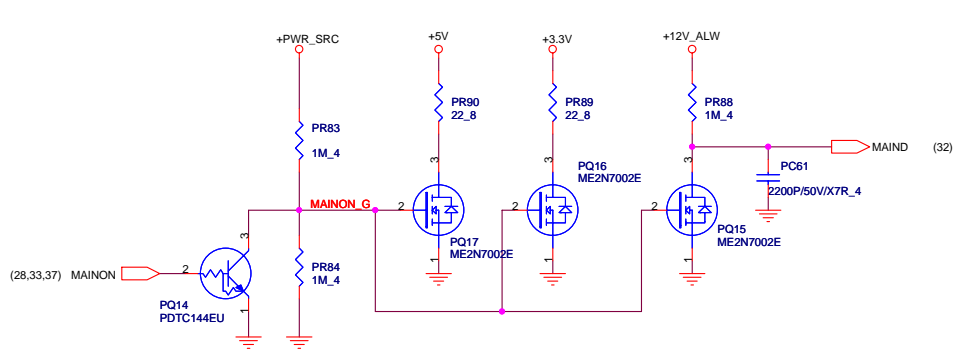 +PWR_SRC
+5V
+3.3V
+12V_ALW
PR83
1M_4
PR90
22_8
PR89
22_8
PR88
1M_4
3
3
3
MAIND
(32)
PQ16
ME2N7002E
PC61
2200P/50V/X7R_4
MAINON_G
2
2
2
3
PQ17
ME2N7002E
PQ15
ME2N7002E
1
1
1
(28,33,37)
MAINON
2
PR84
1M_4
PQ14
PDTC144EU
1